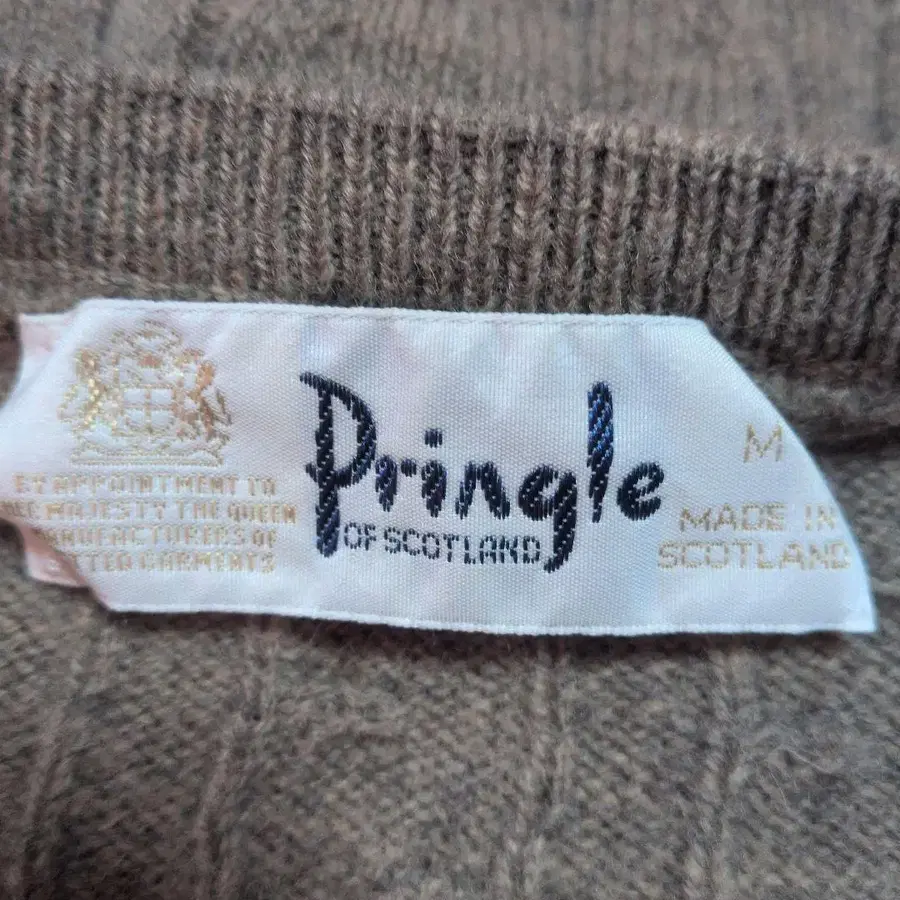 BY APPOINTMENT TO
HER MAJESTY THE QUEEN
MANUFACTURERS OF
KNITTED GARMENTS
Pringle
OF SCOTLAND
M
MADE IN
SCOTLAND